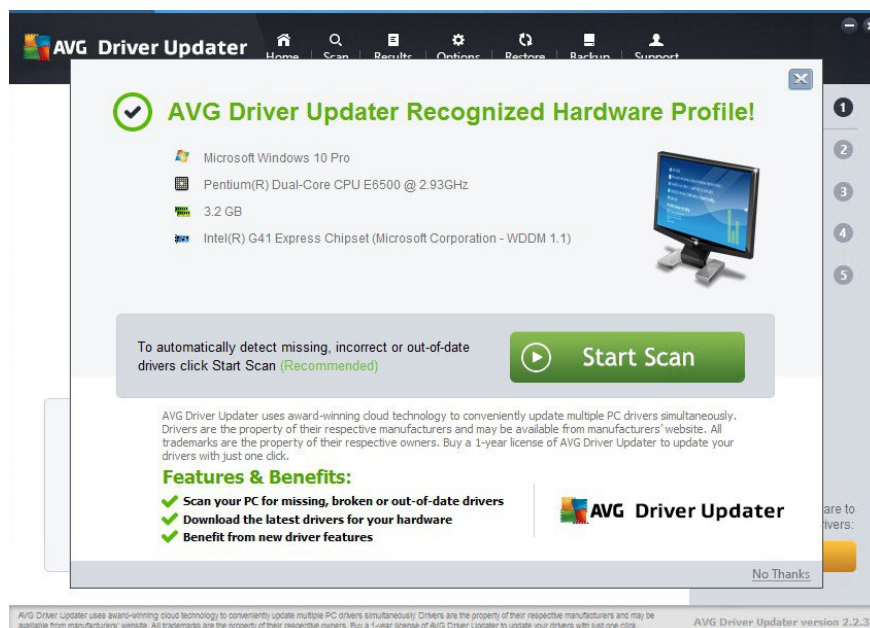 AVG Driver Updater
Home Scan Results Options Restore Backup Support
AVG Driver Updater Recognized Hardware Profile!
Microsoft Windows 10 Pro
Pentium(R) Dual-Core CPU E6500 @ 2.93GHz
3.2 GB
Intel(R) G41 Express Chipset (Microsoft Corporation - WDDM 1.1)
1
2
3
4
5
To automatically detect missing, incorrect or out-of-date
drivers click Start Scan (Recommended)
Start Scan
AVG Driver Updater uses award-winning cloud technology to conveniently update multiple PC drivers simultaneously.
Drivers are the property of their respective manufacturers and may be available from manufacturers' website. All
trademarks are the property of their respective owners. Buy a 1-year license of AVG Driver Updater to update your
drivers with just one click.
Features & Benefits:
Scan your PC for missing, broken or out-of-date drivers
Download the latest drivers for your hardware
Benefit from new driver features
AVG Driver Updater
are to
rivers:
No Thanks
AVG Driver Updater uses award-winning cloud technology to conveniently update multiple PC drivers simultaneously. Drivers are the property of their respective manufacturers and may be
available from manufacturers' website. All trademarks are the property of their respective owners. Buy a 1-year license of AVG Driver Updater to update your drivers with just one click.
AVG Driver Updater version 2.2.3